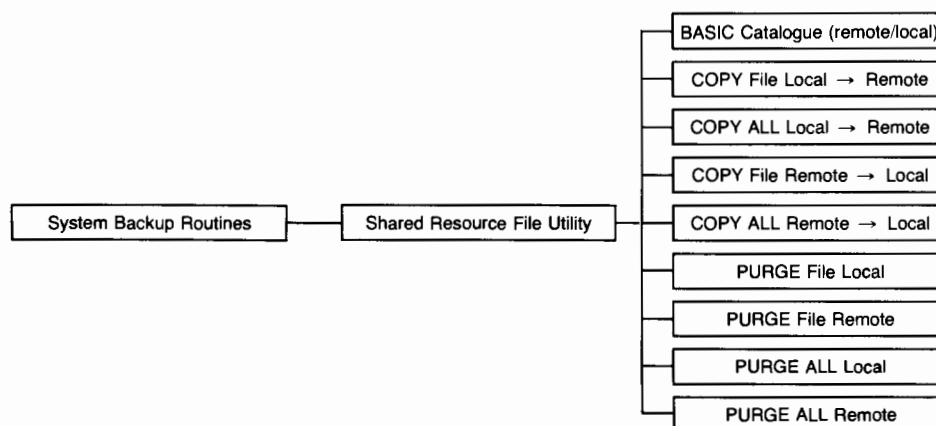 BASIC Catalogue (remote/local)
COPY File Local → Remote
COPY ALL Local → Remote
COPY File Remote → Local
System Backup Routines
Shared Resource File Utility
COPY ALL Remote → Local
PURGE File Local
PURGE File Remote
PURGE ALL Local
PURGE ALL Remote